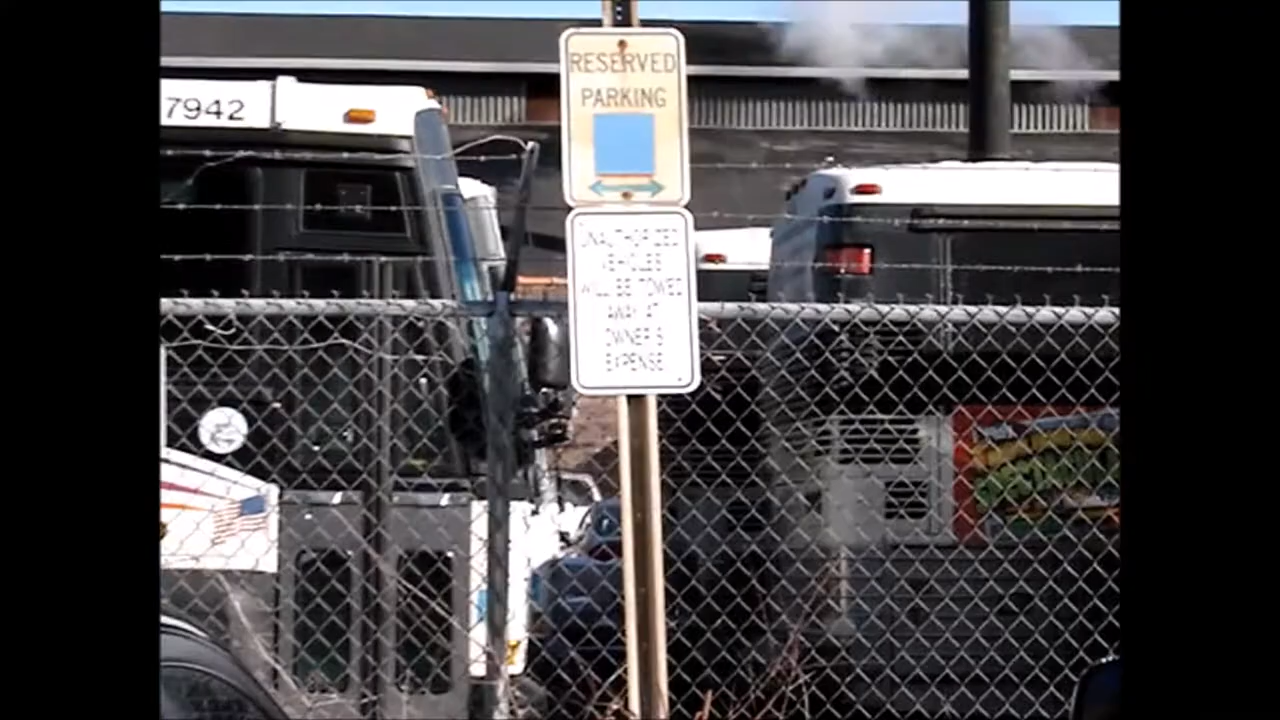 7942
RESERVED
PARKING
UNAUTHORIZED
VEHICLES
WILL BE TOWED
AWAY AT
OWNER'S
EXPENSE